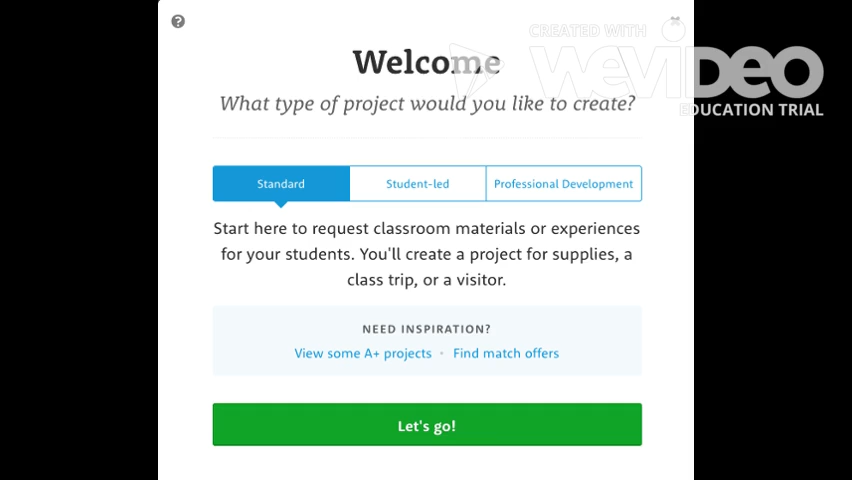 ?
CREATED WITH
WEVIDEO
EDUCATION TRIAL
Welcome
What type of project would you like to create?
Standard
Student-led
Professional Development
Start here to request classroom materials or experiences
for your students. You'll create a project for supplies, a
class trip, or a visitor.
NEED INSPIRATION?
View some A+ projects • Find match offers
Let's go!